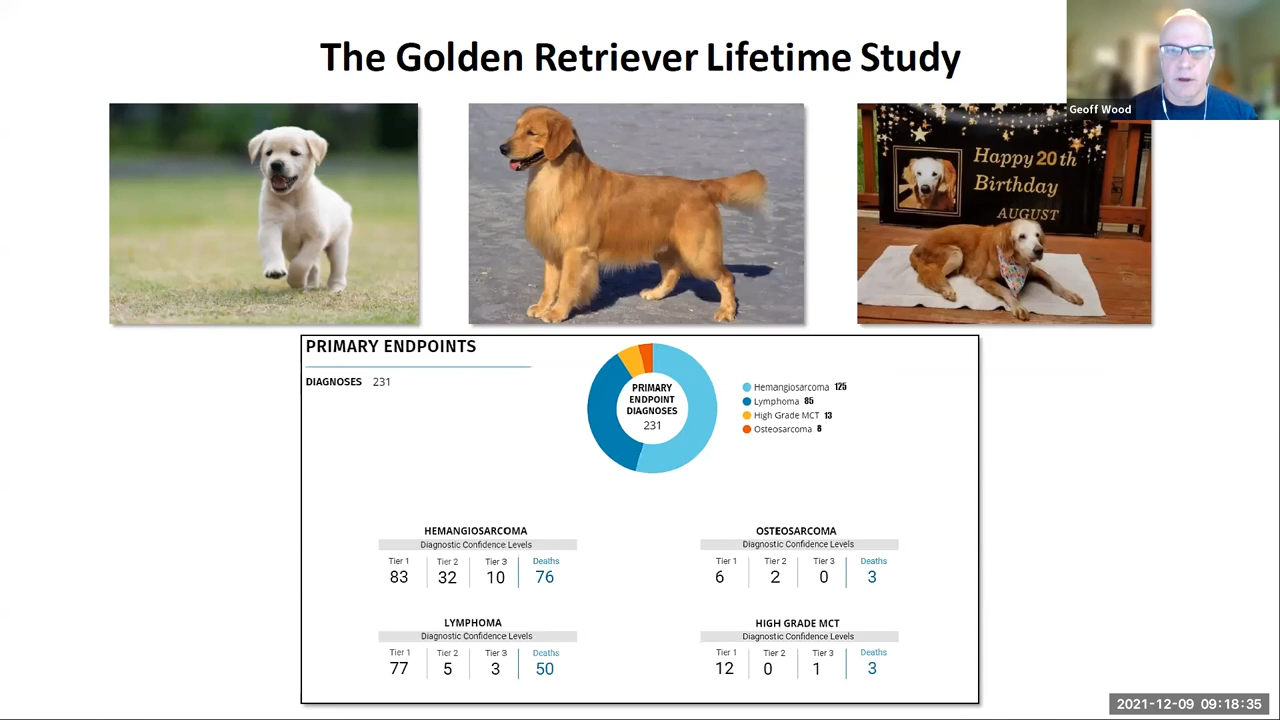 The Golden Retriever Lifetime Study
Geoff Wood
Happy 20th
Birthday
AUGUST
PRIMARY ENDPOINTS
DIAGNOSES 231
PRIMARY
ENDPOINT
DIAGNOSES
231
Hemangiosarcoma 125
Lymphoma 85
High Grade MCT 13
Osteosarcoma 8
HEMANGIOSARCOMA
Diagnostic Confidence Levels
Tier 1 Tier 2 Tier 3 Deaths
83 32 10 76
OSTEOSARCOMA
Diagnostic Confidence Levels
Tier 1 Tier 2 Tier 3 Deaths
6 2 0 3
LYMPHOMA
Diagnostic Confidence Levels
Tier 1 Tier 2 Tier 3 Deaths
77 5 3 50
HIGH GRADE MCT
Diagnostic Confidence Levels
Tier 1 Tier 2 Tier 3 Deaths
12 0 1 3
2021-12-09 09:18:35